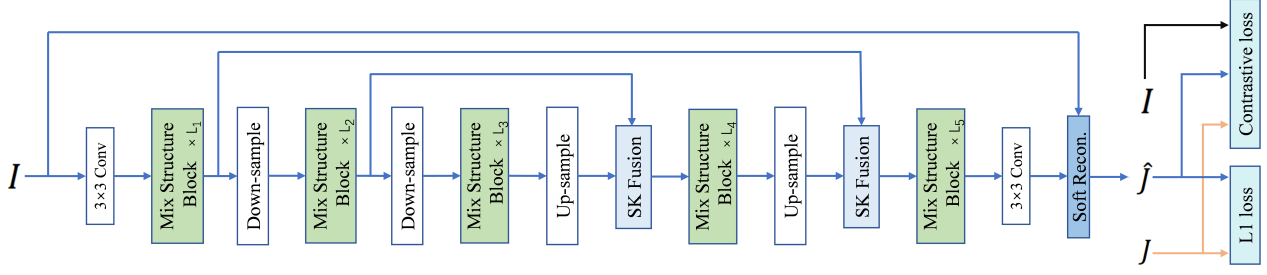 I
3×3 Conv
Mix Structure
Block × L₁
Down-sample
Mix Structure
Block × L₂
Down-sample
Mix Structure
Block × L₃
Up-sample
SK Fusion
Mix Structure
Block × L₄
Up-sample
SK Fusion
Mix Structure
Block × L₅
3×3 Conv
Soft Recon.
I
Ĵ
J
Contrastive loss
L1 loss